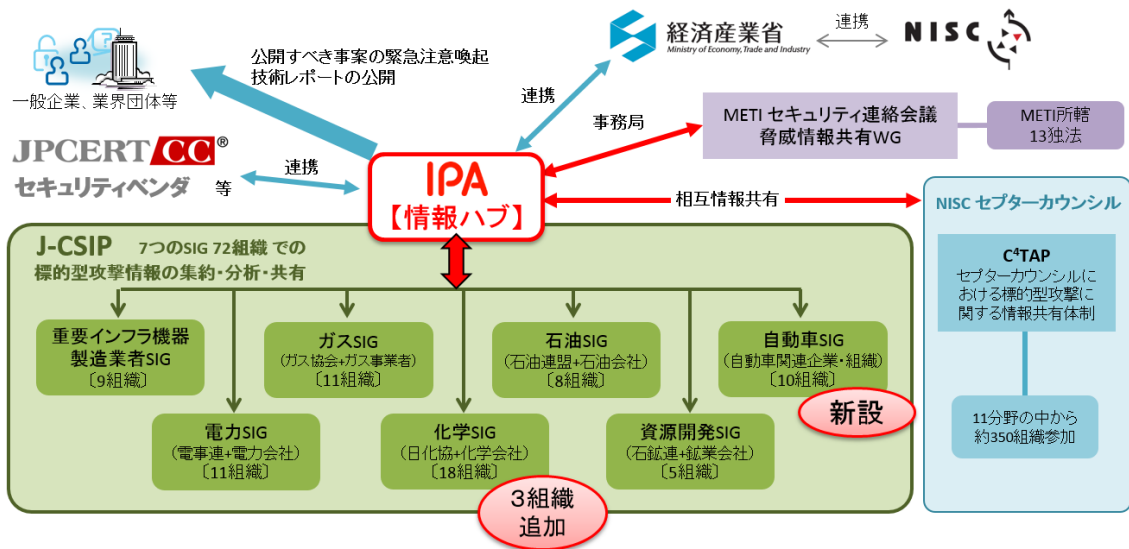 一般企業、業界団体等
公開すべき事案の緊急注意喚起
技術レポートの公開
経済産業省
Ministry of Economy, Trade and Industry
連携
NISC
連携
事務局
METI セキュリティ連絡会議
脅威情報共有WG
METI所轄
13独法
JPCERT CC®
セキュリティベンダ 等
連携
IPA
【情報ハブ】
相互情報共有
NISC セプターカウンシル
C⁴TAP
セプターカウンシルに
おける標的型攻撃に
関する情報共有体制
11分野の中から
約350組織参加
J-CSIP 7つのSIG 72組織 での
標的型攻撃情報の集約・分析・共有
重要インフラ機器
製造業者SIG
〔9組織〕
ガスSIG
(ガス協会+ガス事業者)
〔11組織〕
石油SIG
(石油連盟+石油会社)
〔8組織〕
自動車SIG
(自動車関連企業・組織)
〔10組織〕
新設
電力SIG
(電事連+電力会社)
〔11組織〕
化学SIG
(日化協+化学会社)
〔18組織〕
3組織
追加
資源開発SIG
(石鉱連+鉱業会社)
〔5組織〕